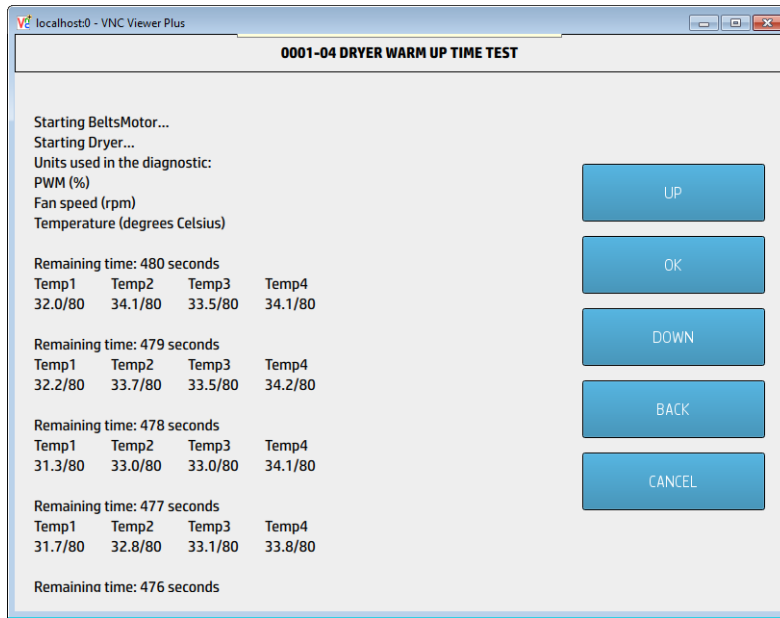 localhost:0 - VNC Viewer Plus
0001-04 DRYER WARM UP TIME TEST
Starting BeltsMotor...
Starting Dryer...
Units used in the diagnostic:
PWM (%)
Fan speed (rpm)
Temperature (degrees Celsius)
Remaining time: 480 seconds
Temp1 Temp2 Temp3 Temp4
32.0/80 34.1/80 33.5/80 34.1/80
Remaining time: 479 seconds
Temp1 Temp2 Temp3 Temp4
32.2/80 33.7/80 33.5/80 34.2/80
Remaining time: 478 seconds
Temp1 Temp2 Temp3 Temp4
31.3/80 33.0/80 33.0/80 34.1/80
Remaining time: 477 seconds
Temp1 Temp2 Temp3 Temp4
31.7/80 32.8/80 33.1/80 33.8/80
Remaining time: 476 seconds
UP
OK
DOWN
BACK
CANCEL